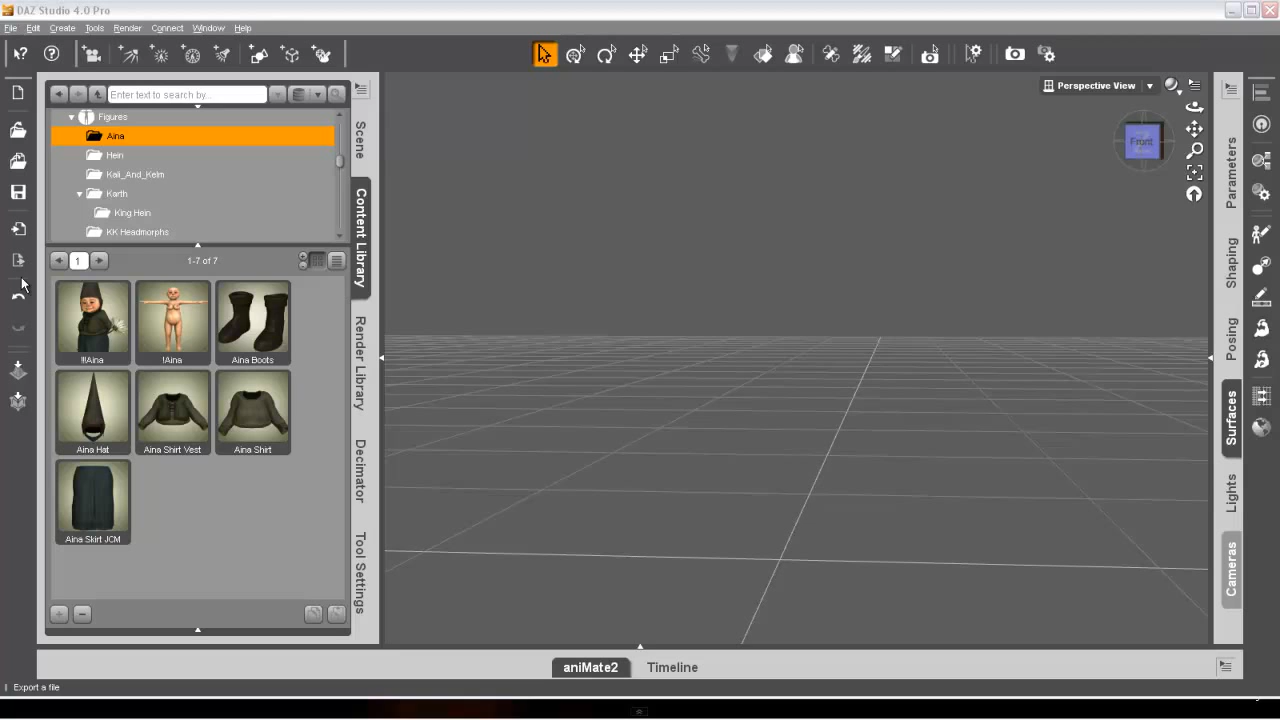 DAZ Studio 4.0 Pro
File Edit Create Tools Render Connect Window Help
Enter text to search by...
Perspective View
Front
Figures
Aina
Hein
Kali_And_Kelm
Karth
King Hein
KK Headmorphs
1
1-7 of 7
!!!Aina
!Aina
Aina Boots
Aina Hat
Aina Shirt Vest
Aina Shirt
Aina Skirt JCM
Scene
Content Library
Render Library
Decimator
Tool Settings
Parameters
Shaping
Posing
Surfaces
Lights
Cameras
aniMate2
Timeline
Export a file